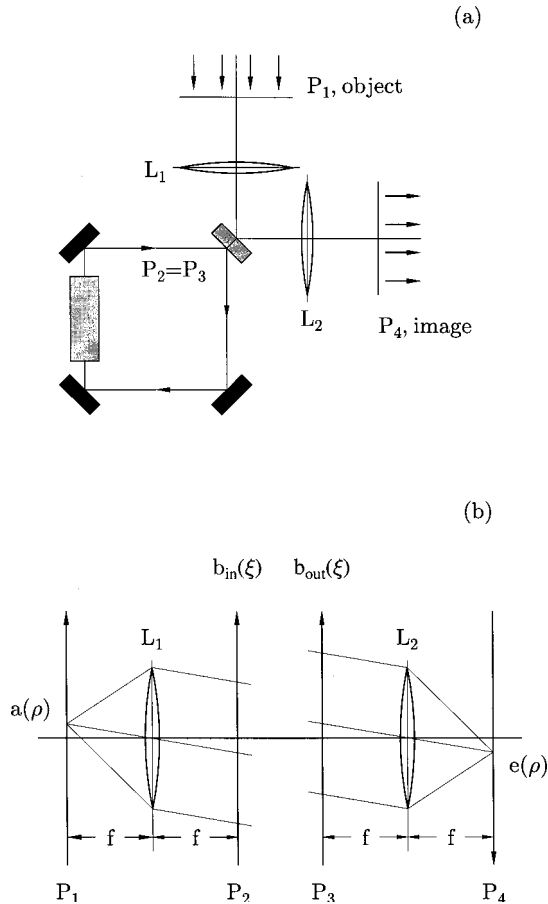 (a)
P₁, object
L₁
P₂=P₃
L₂
P₄, image
(b)
b_in(ξ) b_out(ξ)
L₁ L₂
a(ρ)
e(ρ)
f f f f
P₁ P₂ P₃ P₄